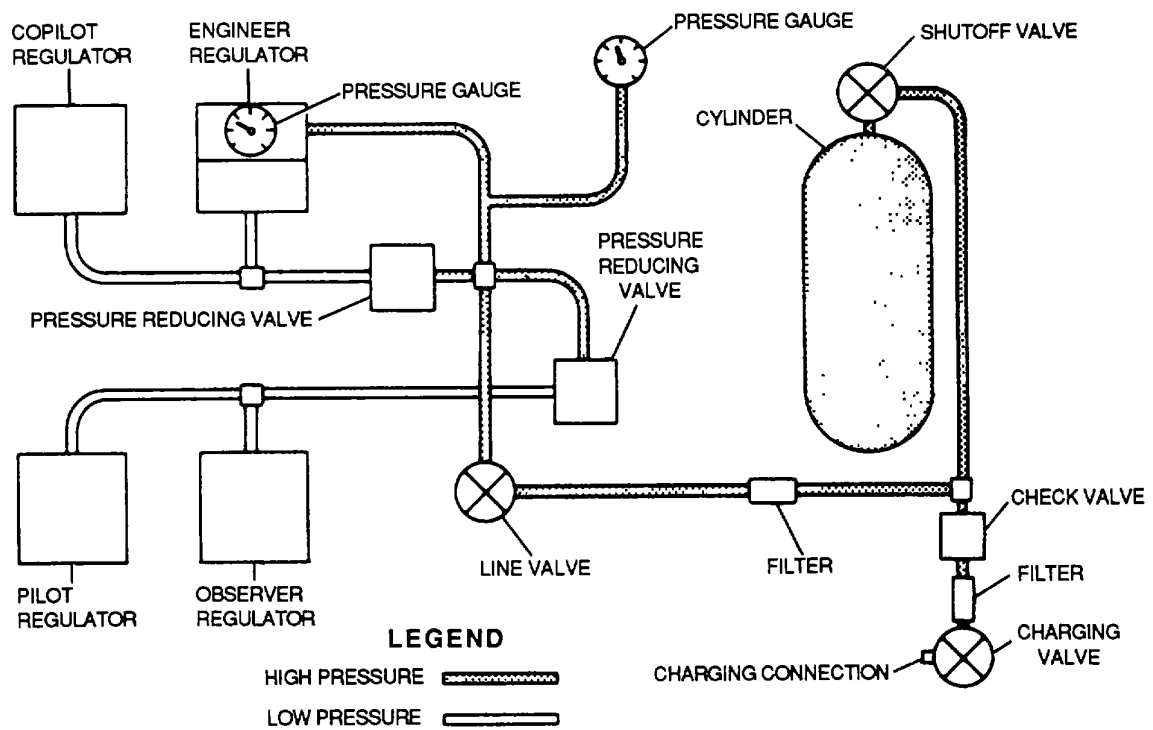 COPILOT
REGULATOR
ENGINEER
REGULATOR
PRESSURE GAUGE
PRESSURE GAUGE
SHUTOFF VALVE
CYLINDER
PRESSURE
REDUCING
VALVE
PRESSURE REDUCING VALVE
PILOT
REGULATOR
OBSERVER
REGULATOR
LINE VALVE
FILTER
CHECK VALVE
FILTER
CHARGING
VALVE
CHARGING CONNECTION
LEGEND
HIGH PRESSURE
LOW PRESSURE